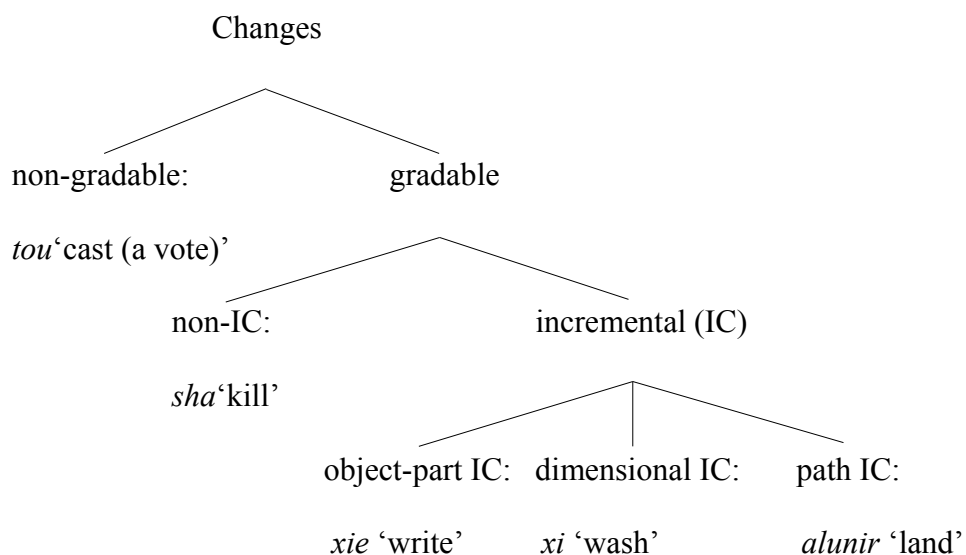 Changes
non-gradable: gradable
tou‘cast (a vote)’
non-IC: incremental (IC)
sha‘kill’
object-part IC: dimensional IC: path IC:
xie ‘write’ xi ‘wash’ alunir ‘land’